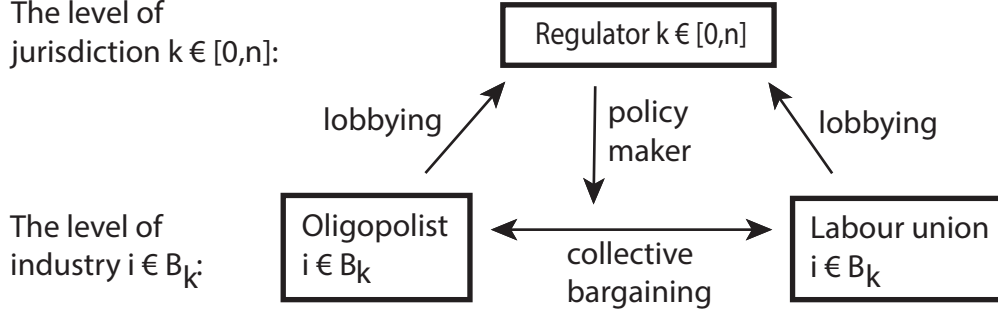 The level of
jurisdiction k € [0,n]:
Regulator k € [0,n]
lobbying
policy
maker
lobbying
The level of
industry i € Bk:
Oligopolist
i € Bk
collective
bargaining
Labour union
i € Bk